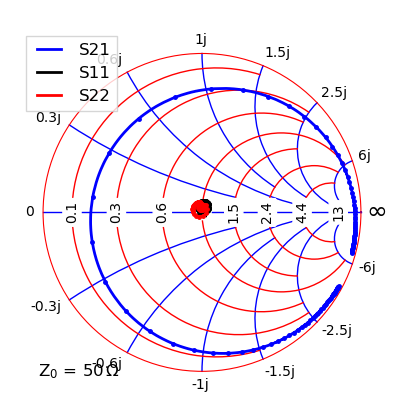 S21
S11
S22
1j
0.6j
1.5j
2.5j
0.3j
6j
0 0.1 0.3 0.6 1.5 2.4 4.4 13 ∞
-6j
-0.3j
-2.5j
-0.6j
-1.5j
Z₀ = 50 Ω
-1j